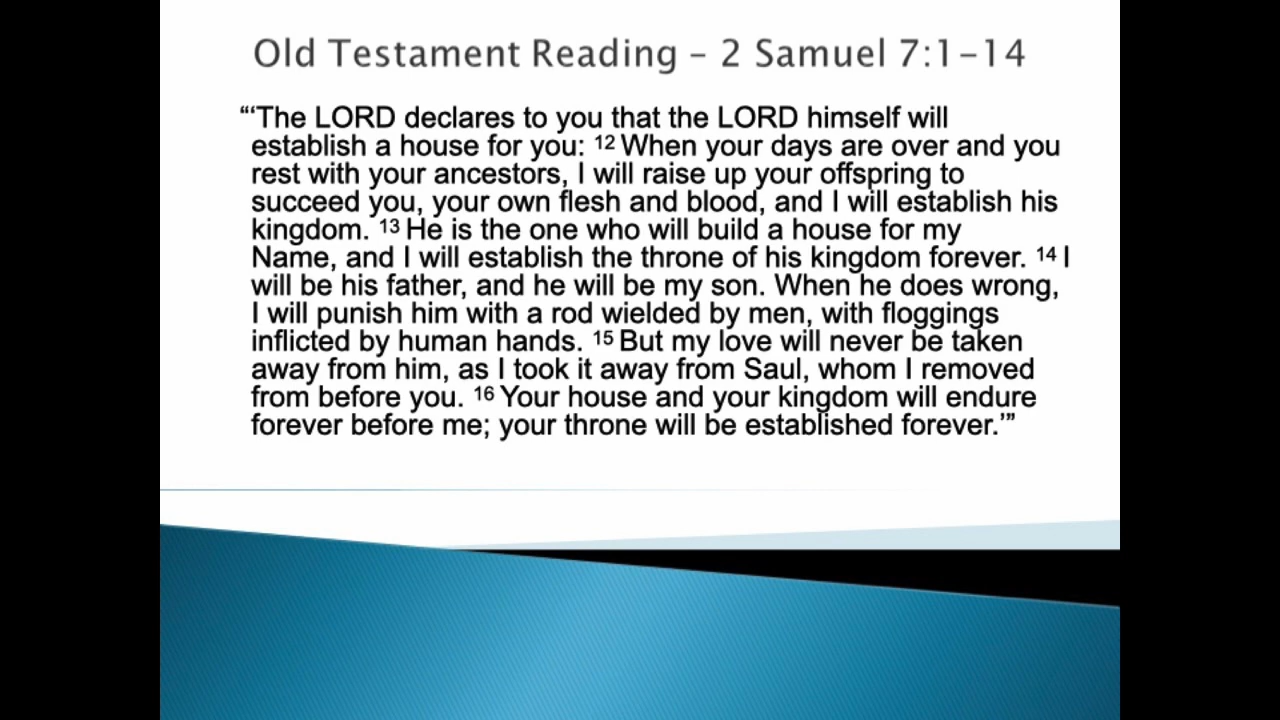 Old Testament Reading – 2 Samuel 7:1-14
“‘The LORD declares to you that the LORD himself will
establish a house for you: 12 When your days are over and you
rest with your ancestors, I will raise up your offspring to
succeed you, your own flesh and blood, and I will establish his
kingdom. 13 He is the one who will build a house for my
Name, and I will establish the throne of his kingdom forever. 14 I
will be his father, and he will be my son. When he does wrong,
I will punish him with a rod wielded by men, with floggings
inflicted by human hands. 15 But my love will never be taken
away from him, as I took it away from Saul, whom I removed
from before you. 16 Your house and your kingdom will endure
forever before me; your throne will be established forever.’”